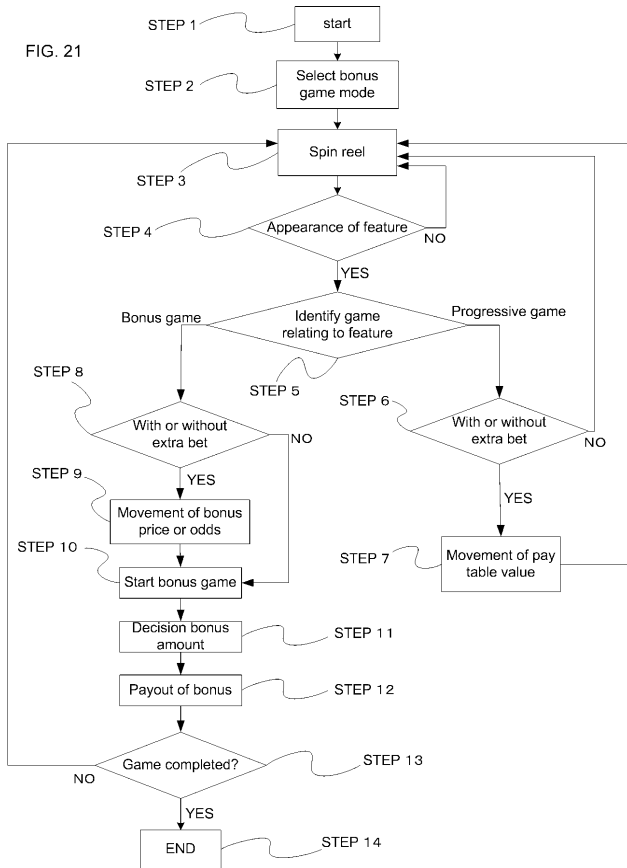 STEP 1
start
FIG. 21
STEP 2
Select bonus
game mode
Spin reel
STEP 3
STEP 4
Appearance of feature
NO
YES
Bonus game
Identify game
relating to feature
Progressive game
STEP 5
STEP 8
STEP 6
With or without
extra bet
NO
With or without
extra bet
NO
YES
YES
STEP 9
Movement of bonus
price or odds
STEP 10
Start bonus game
STEP 7
Movement of pay
table value
Decision bonus
amount
STEP 11
Payout of bonus
STEP 12
Game completed?
STEP 13
NO
YES
END
STEP 14